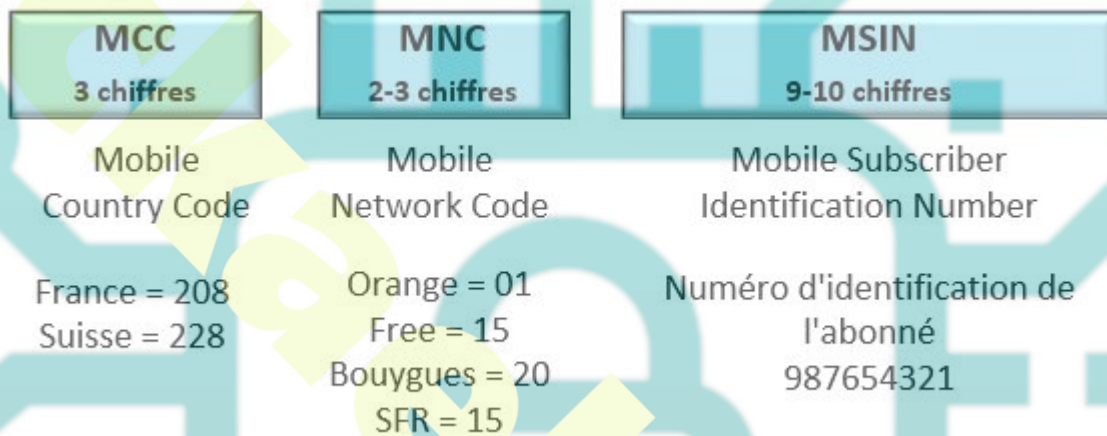 MCC
3 chiffres
Mobile
Country Code
France = 208
Suisse = 228
MNC
2-3 chiffres
Mobile
Network Code
Orange = 01
Free = 15
Bouygues = 20
SFR = 15
MSIN
9-10 chiffres
Mobile Subscriber
Identification Number
Numéro d'identification de
l'abonné
987654321